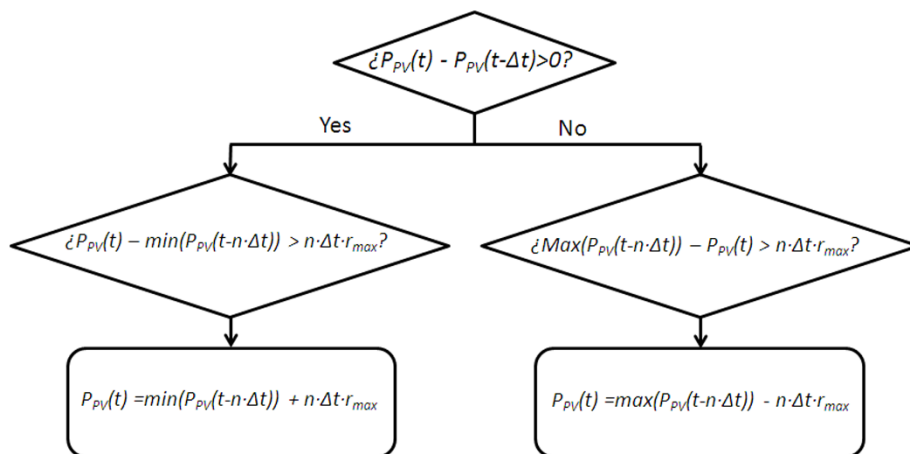 ¿P_PV(t) - P_PV(t-Δt)>0?
Yes
No
¿P_PV(t) – min(P_PV(t-n·Δt)) > n·Δt·r_max?
¿Max(P_PV(t-n·Δt)) – P_PV(t) > n·Δt·r_max?
P_PV(t) =min(P_PV(t-n·Δt)) + n·Δt·r_max
P_PV(t) =max(P_PV(t-n·Δt)) - n·Δt·r_max